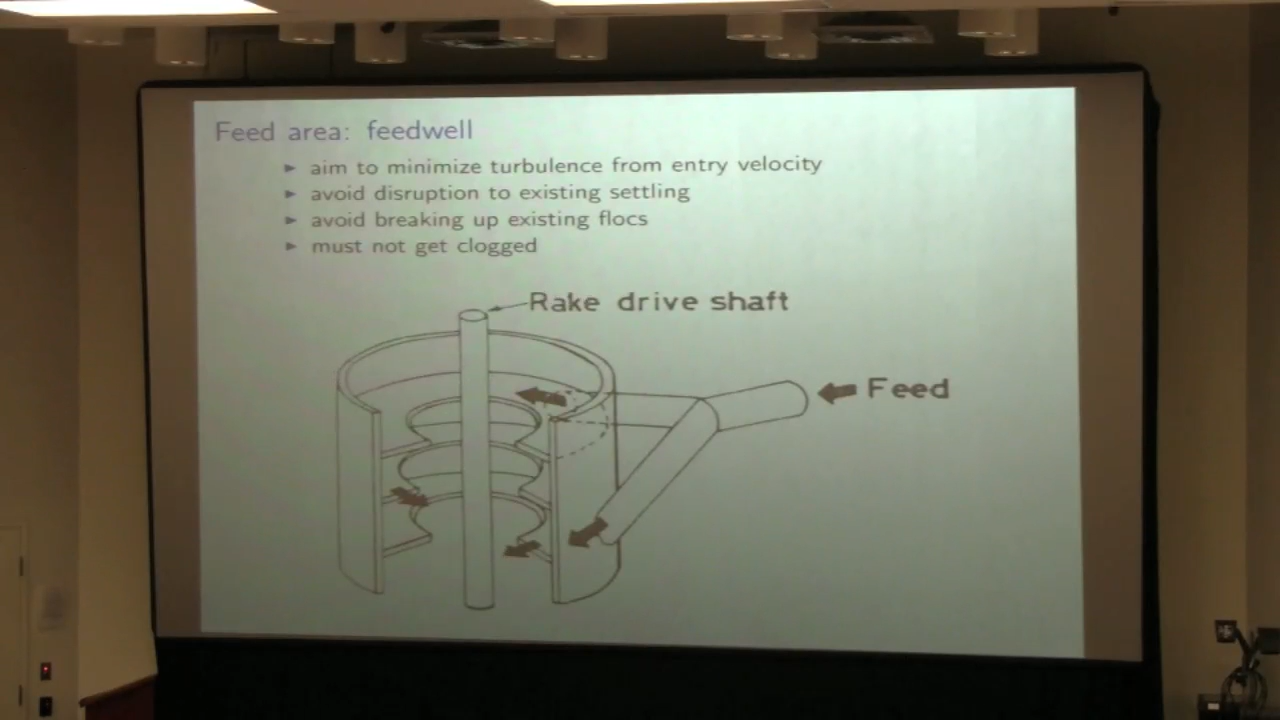 Feed area: feedwell
► aim to minimize turbulence from entry velocity
► avoid disruption to existing settling
► avoid breaking up existing flocs
► must not get clogged
Rake drive shaft
Feed